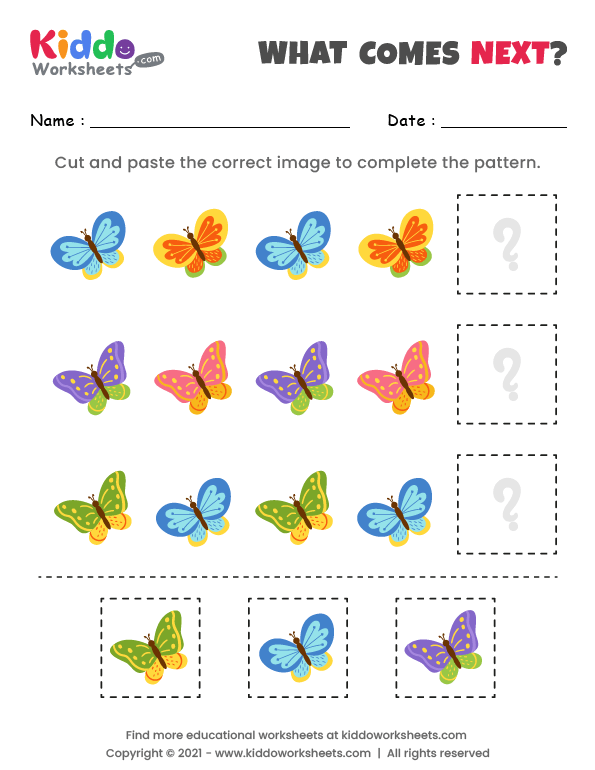 Kiddo
Worksheets.com
WHAT COMES NEXT?
Name : Date :
Cut and paste the correct image to complete the pattern.
?
?
?
Find more educational worksheets at kiddoworksheets.com
Copyright © 2021 - www.kiddoworksheets.com | All rights reserved